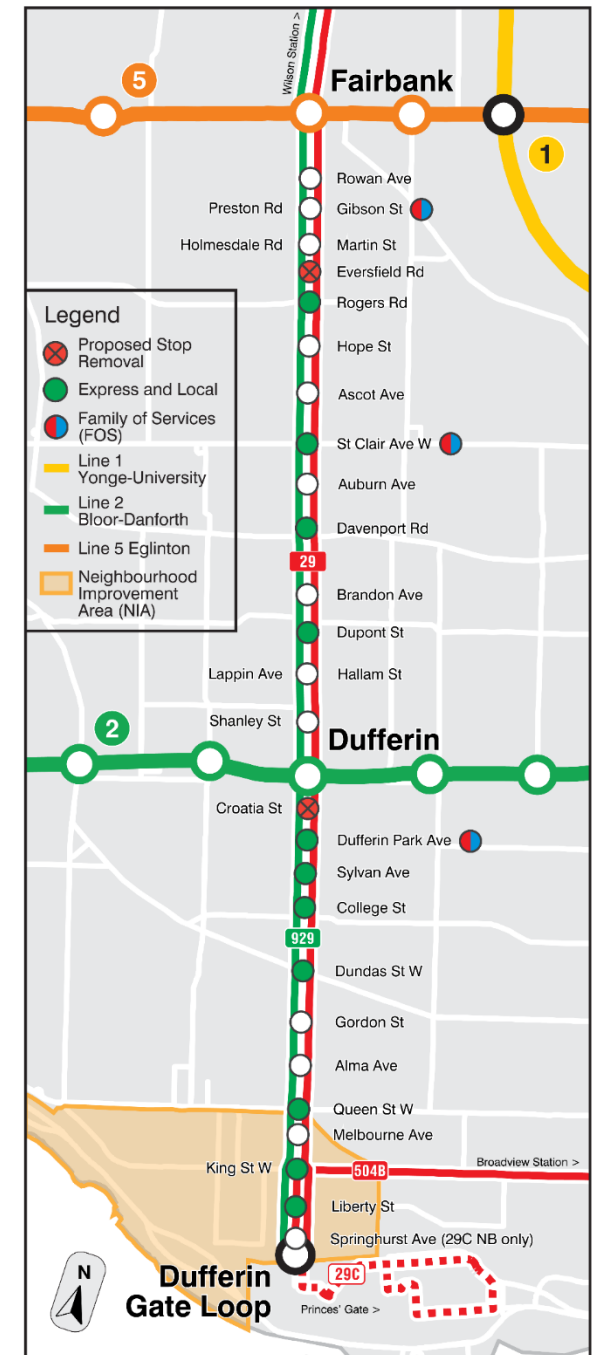 Wilson Station >
5
Fairbank
1
Rowan Ave
Preston Rd
Gibson St
Holmesdale Rd
Martin St
Eversfield Rd
Rogers Rd
Legend
Proposed Stop
Removal
Express and Local
Family of Services
(FOS)
Line 1
Yonge-University
Line 2
Bloor-Danforth
Line 5 Eglinton
Neighbourhood
Improvement
Area (NIA)
Hope St
Ascot Ave
St Clair Ave W
Auburn Ave
Davenport Rd
29
Brandon Ave
Dupont St
Lappin Ave
Hallam St
Shanley St
2
Dufferin
Croatia St
Dufferin Park Ave
Sylvan Ave
College St
929
Dundas St W
Gordon St
Alma Ave
Queen St W
Melbourne Ave
King St W
504B
Broadview Station >
Liberty St
Springhurst Ave (29C NB only)
Dufferin
Gate Loop
29C
Princes' Gate >
N